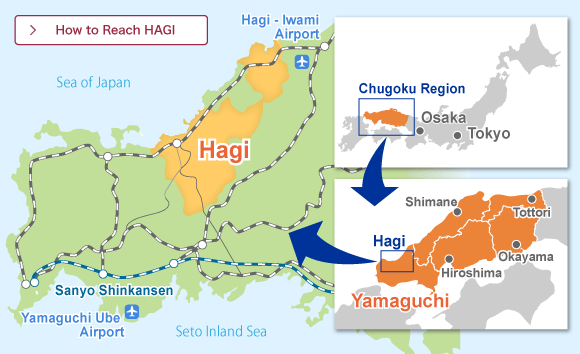 How to Reach HAGI
Hagi - Iwami
Airport
Sea of Japan
Chugoku Region
Osaka
Tokyo
Hagi
Shimane
Tottori
Hagi
Okayama
Hiroshima
Yamaguchi
Sanyo Shinkansen
Yamaguchi Ube
Airport
Seto Inland Sea